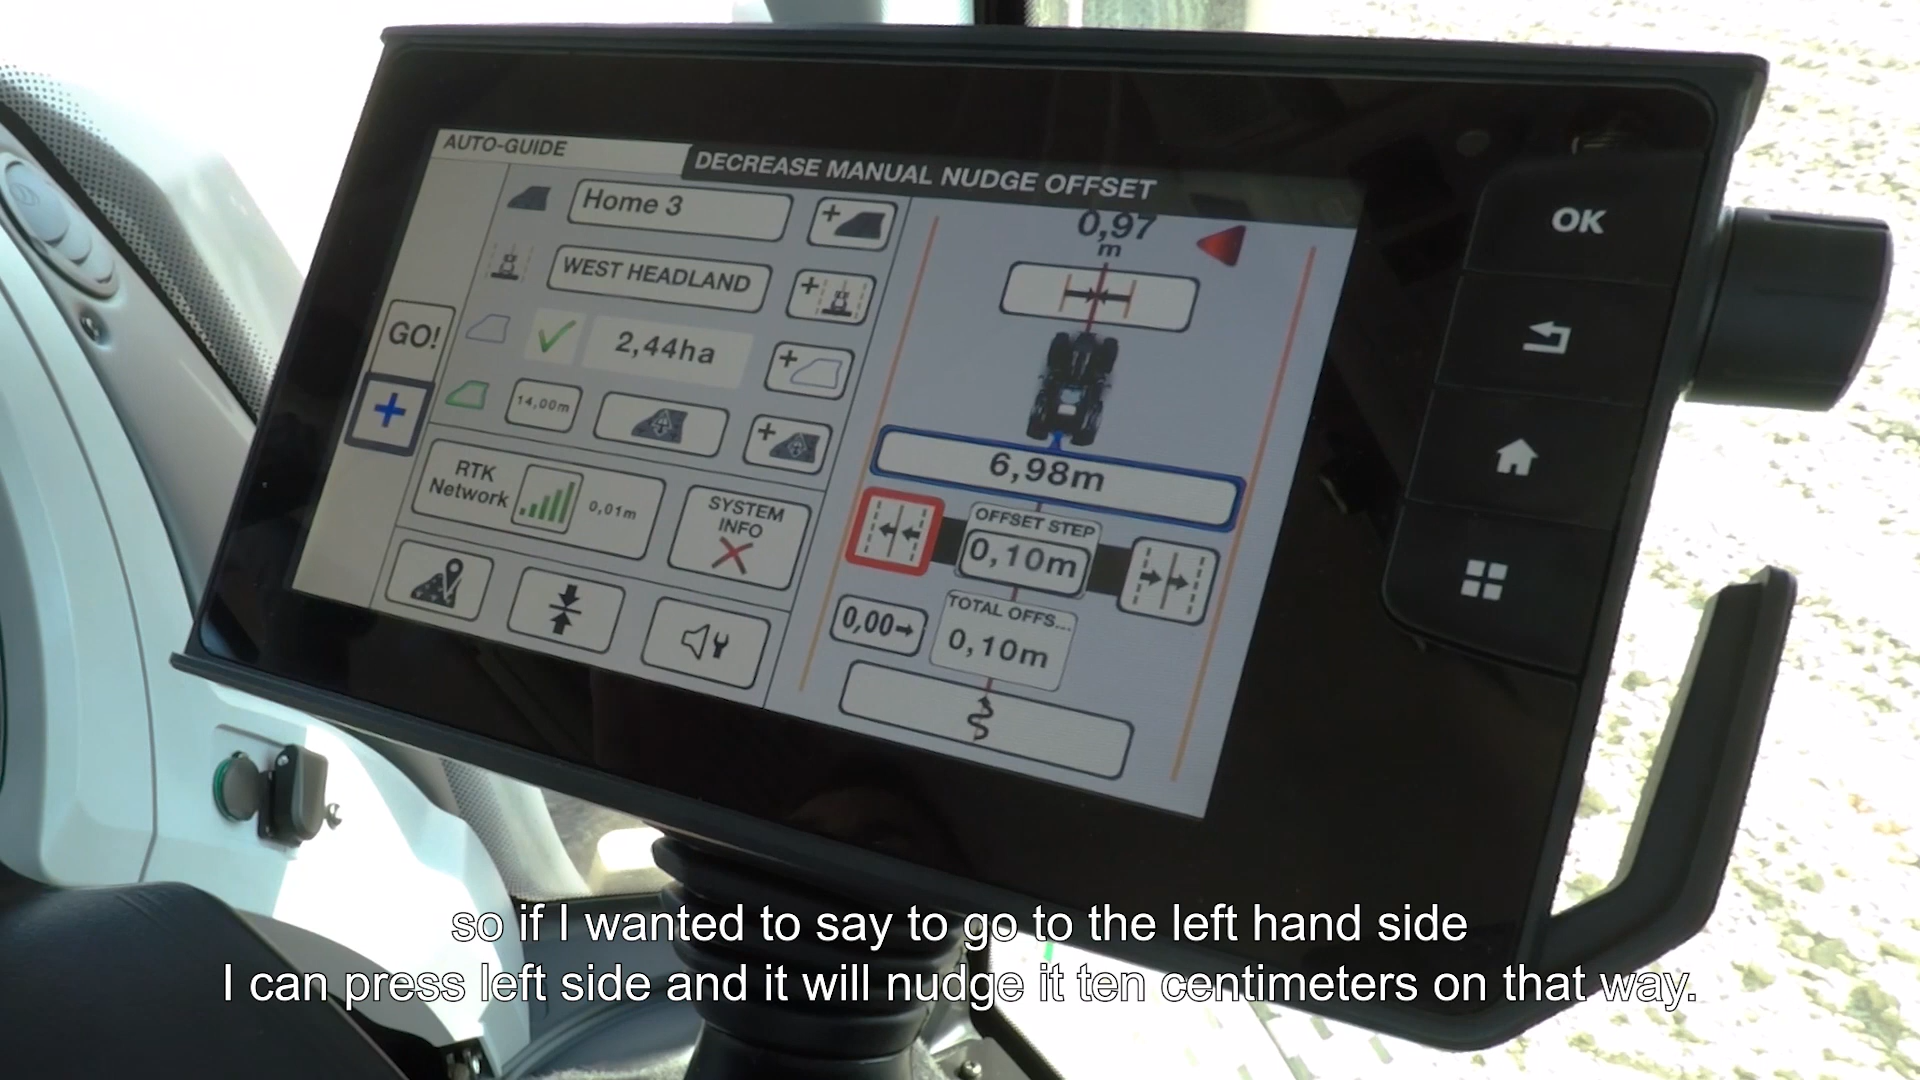 AUTO-GUIDE
DECREASE MANUAL NUDGE OFFSET
Home 3
WEST HEADLAND
GO!
2,44ha
14,00m
RTK
Network
0,01m
SYSTEM
INFO
0,97
m
6,98m
OFFSET STEP
0,10m
0,00
TOTAL OFFS...
0,10m
OK
so if I wanted to say to go to the left hand side
I can press left side and it will nudge it ten centimeters on that way.